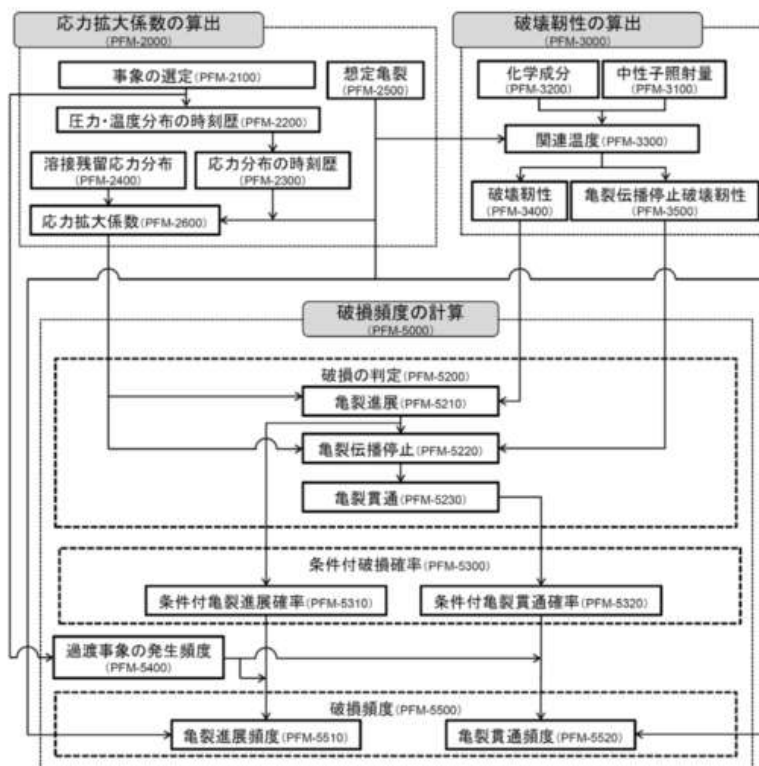 応力拡大係数の算出
(PFM-2000)
破壊靭性の算出
(PFM-3000)
事象の選定(PFM-2100)
想定亀裂
(PFM-2500)
化学成分
(PFM-3200)
中性子照射量
(PFM-3100)
圧力・温度分布の時刻歴(PFM-2200)
関連温度(PFM-3300)
溶接残留応力分布
(PFM-2400)
応力分布の時刻歴
(PFM-2300)
破壊靭性
(PFM-3400)
亀裂伝播停止破壊靭性
(PFM-3500)
応力拡大係数(PFM-2600)
破損頻度の計算
(PFM-5000)
破損の判定(PFM-5200)
亀裂進展(PFM-5210)
亀裂伝播停止(PFM-5220)
亀裂貫通(PFM-5230)
条件付破損確率(PFM-5300)
条件付亀裂進展確率(PFM-5310)
条件付亀裂貫通確率(PFM-5320)
過渡事象の発生頻度
(PFM-5400)
破損頻度(PFM-5500)
亀裂進展頻度(PFM-5510)
亀裂貫通頻度(PFM-5520)